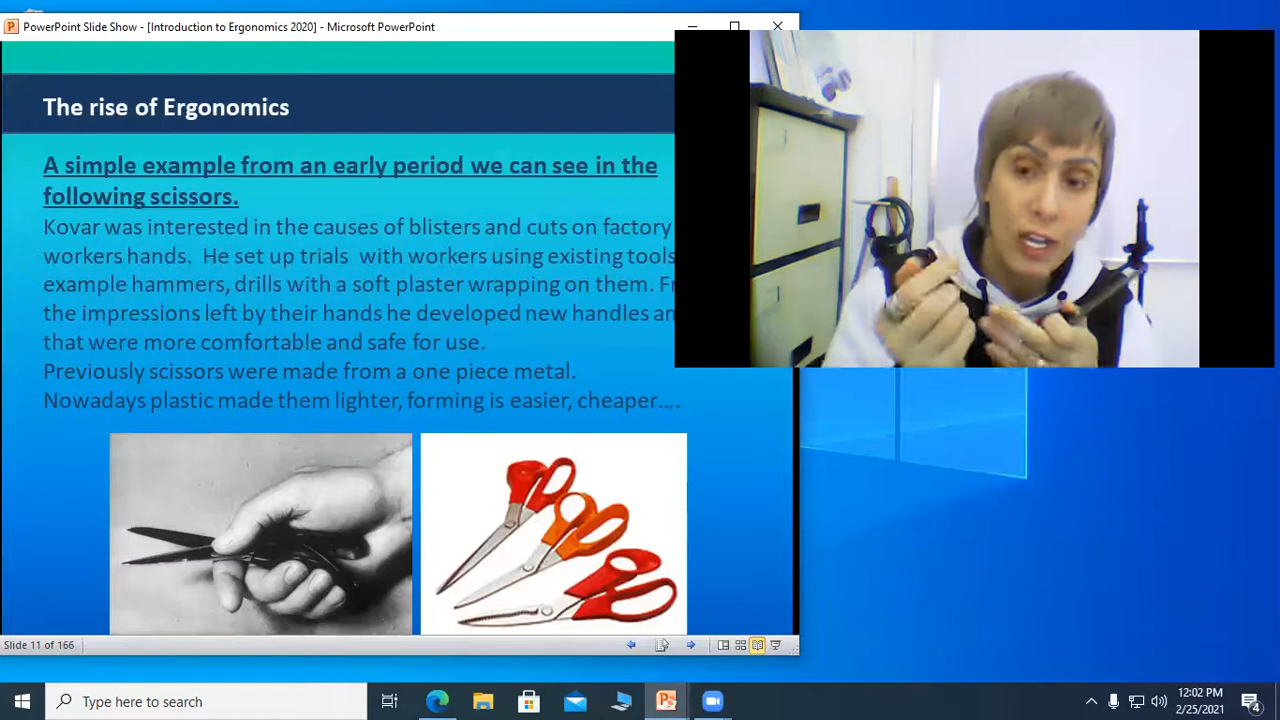 PowerPoint Slide Show - [Introduction to Ergonomics 2020] - Microsoft PowerPoint
The rise of Ergonomics
A simple example from an early period we can see in the
following scissors.
Kovar was interested in the causes of blisters and cuts on factory
workers hands. He set up trials with workers using existing tools
example hammers, drills with a soft plaster wrapping on them.
the impressions left by their hands he developed new handles
that were more comfortable and safe for use.
Previously scissors were made from a one piece metal.
Nowadays plastic made them lighter, forming is easier, cheaper....
Slide 11 of 166
Type here to search
12:02 PM
2/25/2021
4